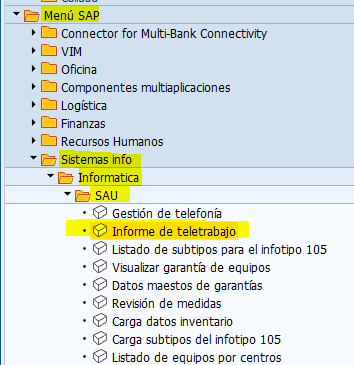 Menú SAP
Connector for Multi-Bank Connectivity
VIM
Oficina
Componentes multiaplicaciones
Logística
Finanzas
Recursos Humanos
Sistemas info
Informatica
SAU
Gestión de telefonía
Informe de teletrabajo
Listado de subtipos para el infotipo 105
Visualizar garantía de equipos
Datos maestros de garantías
Revisión de medidas
Carga datos inventario
Carga subtipos del infotipo 105
Listado de equipos por centros